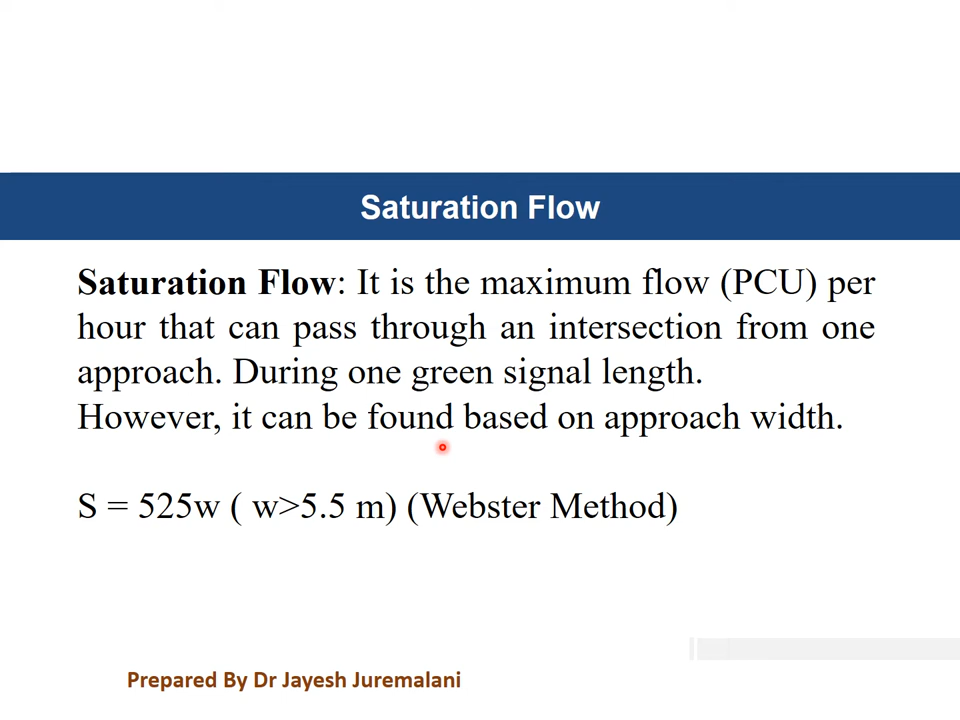 Saturation Flow
Saturation Flow: It is the maximum flow (PCU) per
hour that can pass through an intersection from one
approach. During one green signal length.
However, it can be found based on approach width.
S = 525w ( w>5.5 m) (Webster Method)
Prepared By Dr Jayesh Juremalani